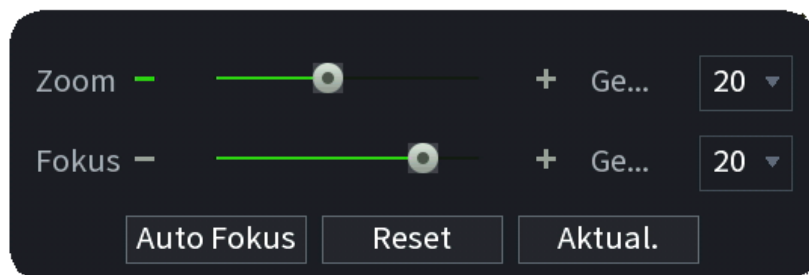 Zoom − + Ge... 20
Fokus − + Ge... 20
Auto Fokus Reset Aktual.